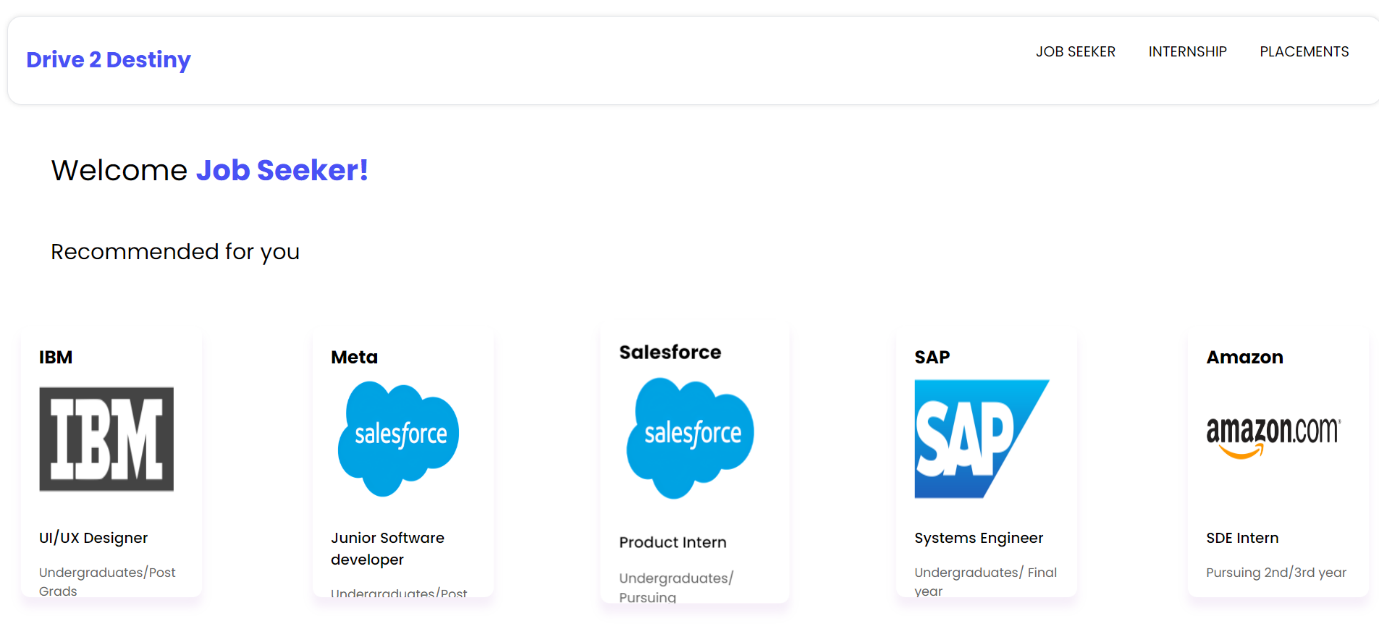 Drive 2 Destiny
JOB SEEKER INTERNSHIP PLACEMENTS
Welcome Job Seeker!
Recommended for you
IBM
IBM
UI/UX Designer
Undergraduates/Post
Grads
Meta
salesforce
Junior Software
developer
Undergraduates/Post
Salesforce
salesforce
Product Intern
Undergraduates/
Pursuing
SAP
SAP
Systems Engineer
Undergraduates/ Final
year
Amazon
amazon.com
SDE Intern
Pursuing 2nd/3rd year